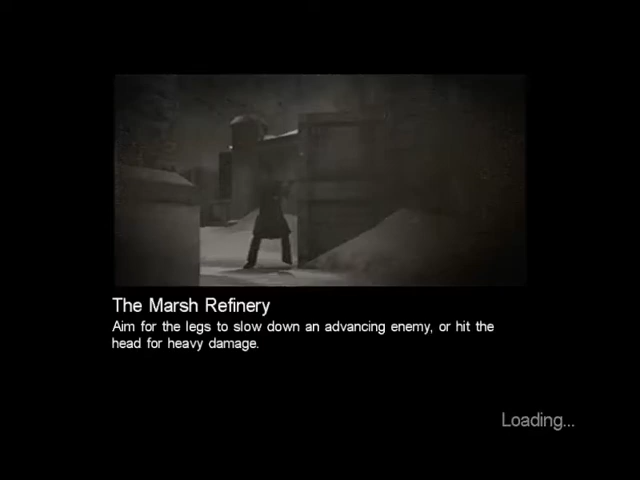 The Marsh Refinery
Aim for the legs to slow down an advancing enemy, or hit the
head for heavy damage.
Loading...